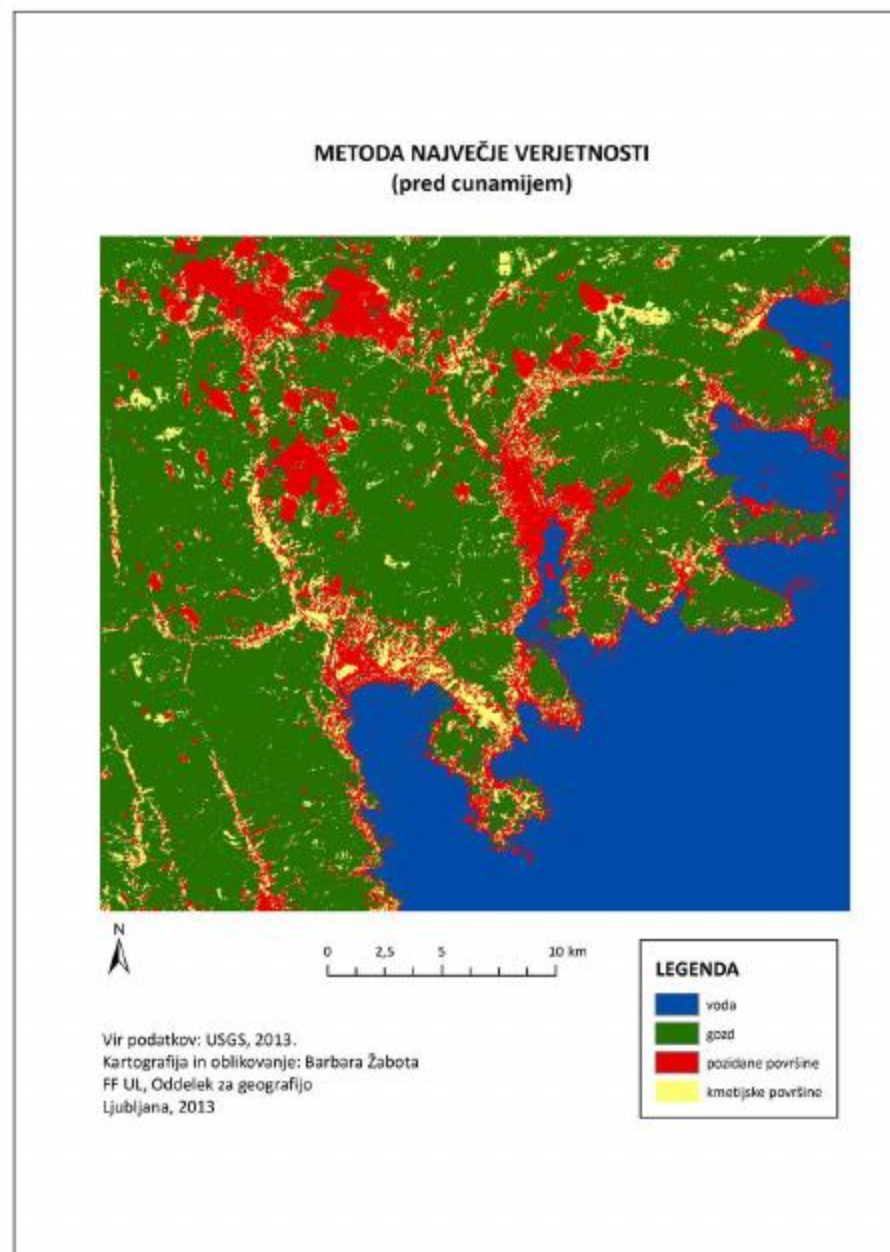 METODA NAJVEČJE VERJETNOSTI
(pred cunamijem)
N
0 2,5 5 10 km
LEGENDA
voda
gozd
pozidane površine
kmetijske površine
Vir podatkov: USGS, 2013.
Kartografija in oblikovanje: Barbara Žabota
FF UL, Oddelek za geografijo
Ljubljana, 2013